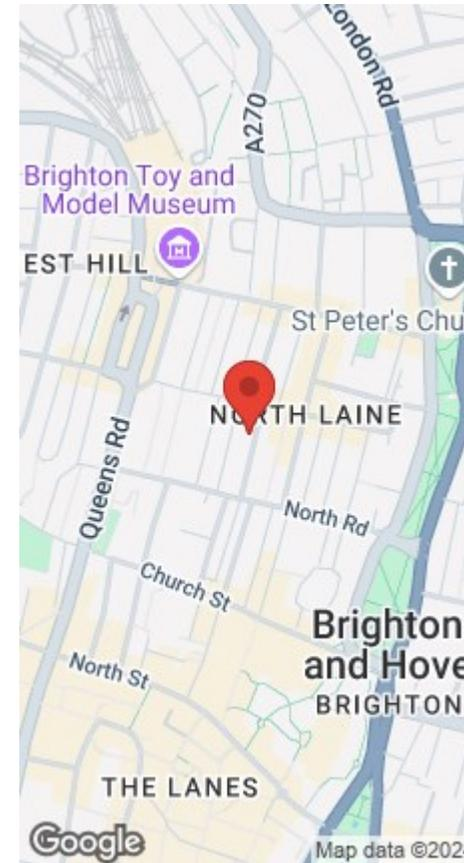 London Rd
A270
Brighton Toy and
Model Museum
EST HILL
St Peter's Chu
NORTH LAINE
Queens Rd
North Rd
Church St
Brighton
and Hove
BRIGHTON
North St
THE LANES
Google
Map data ©202